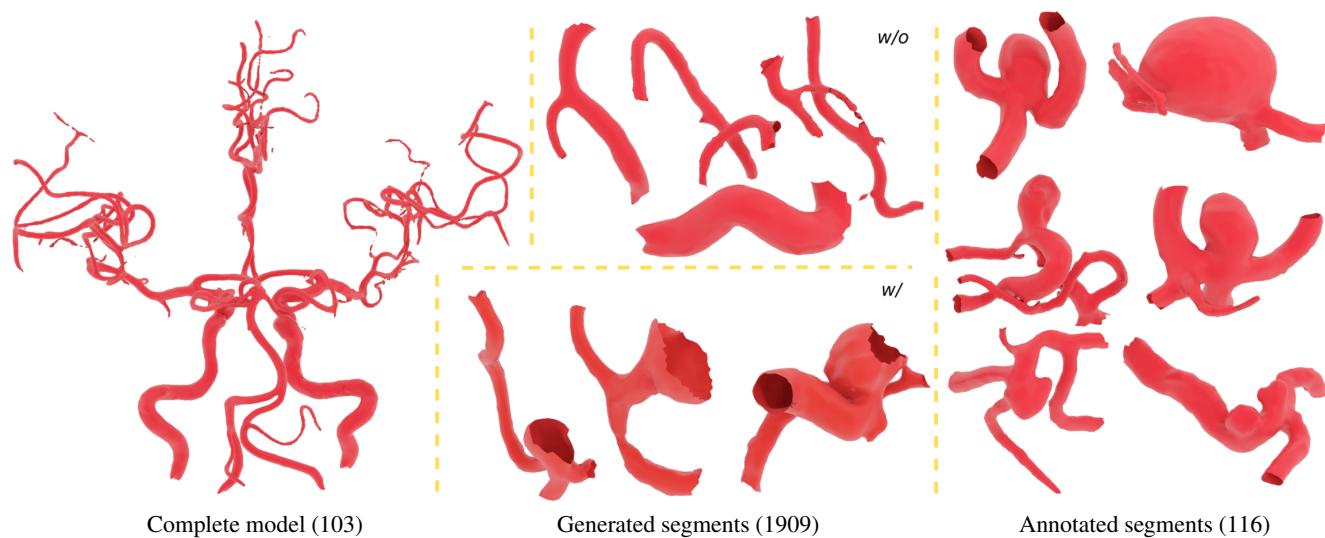 w/o
w/
Complete model (103)
Generated segments (1909)
Annotated segments (116)